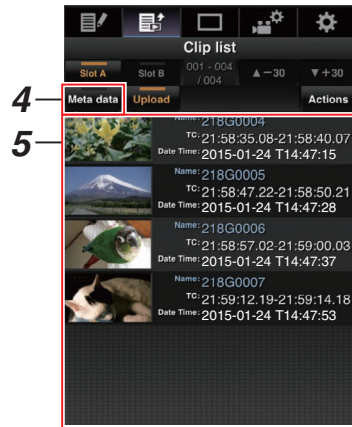 Clip list
Slot A Slot B 001 - 004 / 004 ▲−30 ▼+30
4 Meta data Upload Actions
5 Name: 218G0004
TC: 21:58:35.08-21:58:40.07
Date Time: 2015-01-24 T14:47:15
Name: 218G0005
TC: 21:58:47.22-21:58:50.21
Date Time: 2015-01-24 T14:47:28
Name: 218G0006
TC: 21:58:57.02-21:59:00.03
Date Time: 2015-01-24 T14:47:37
Name: 218G0007
TC: 21:59:12.19-21:59:14.18
Date Time: 2015-01-24 T14:47:53